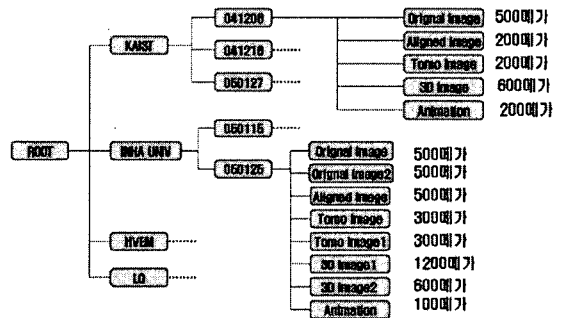 ROOT
KAIST
041206
Orignal Image 500메가
Aligned Image 200메가
Tomo Image 200메가
3D Image 600메가
Animation 200메가
041216 ......
050127 ......
INHA UNIV
050115 ......
050125
Orignal Image 500메가
Orignal Image2 500메가
Aligned Image 500메가
Tomo Image 300메가
Tomo Image1 300메가
3D Image1 1200메가
3D Image2 600메가
Animation 100메가
HVEM ......
LG ......